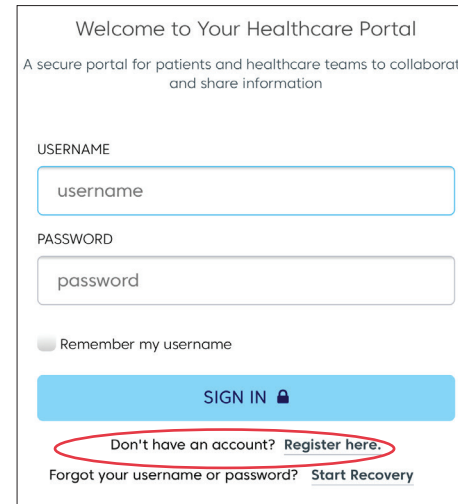 Welcome to Your Healthcare Portal
A secure portal for patients and healthcare teams to collaborat
and share information
USERNAME
username
PASSWORD
password
Remember my username
SIGN IN
Don't have an account? Register here.
Forgot your username or password? Start Recovery